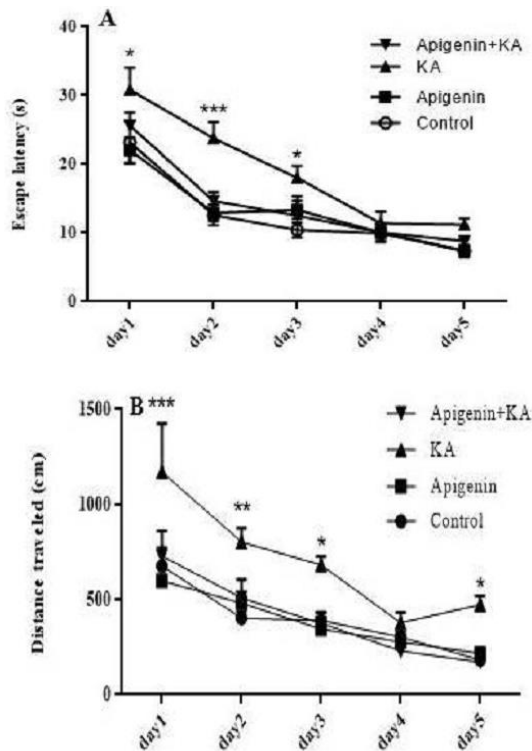 A
Apigenin+KA
KA
Apigenin
Control
Escape latency (s)
40
30
20
10
0
*
***
*
day1
day2
day3
day4
day5
B
Apigenin+KA
KA
Apigenin
Control
Distance traveled (cm)
1500
1000
500
0
***
**
*
*
day1
day2
day3
day4
day5